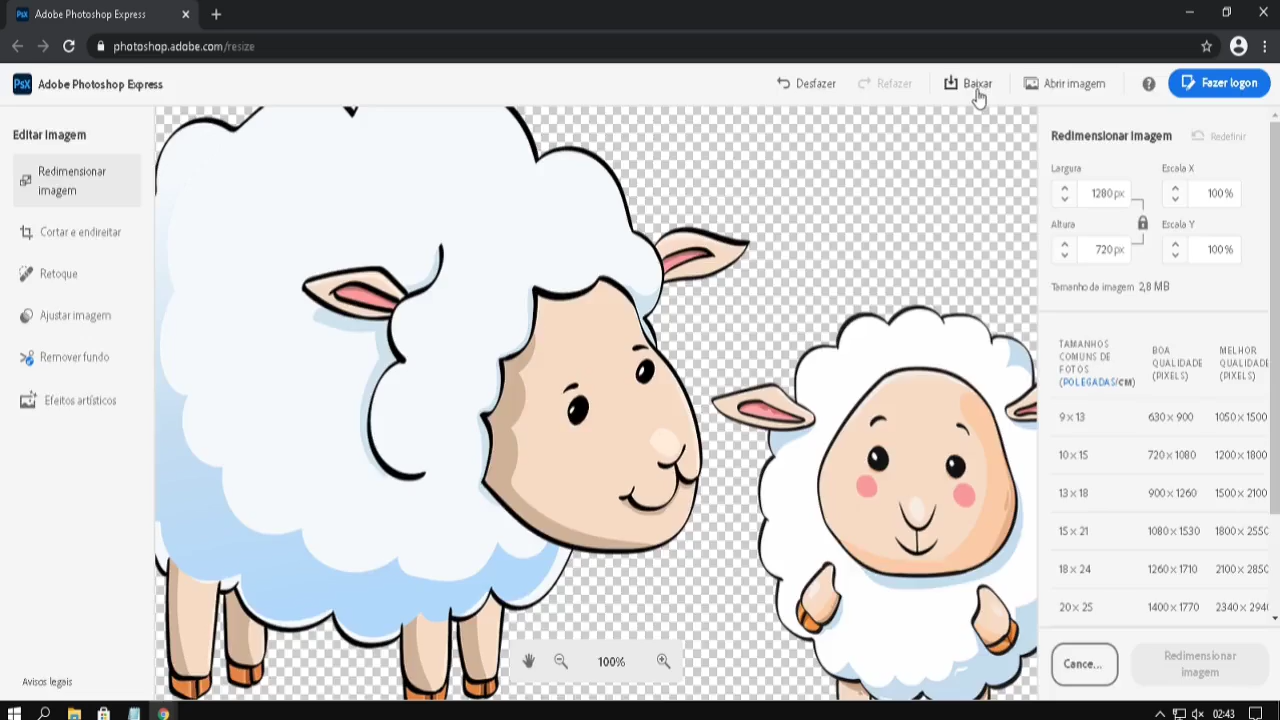 Adobe Photoshop Express
photoshop.adobe.com/resize
PsX Adobe Photoshop Express
Desfazer
Refazer
Baixar
Abrir imagem
Fazer logon
Editar Imagem
Redimensionar
imagem
Cortar e endireitar
Retoque
Ajustar imagem
Remover fundo
Efeitos artísticos
Avisos legais
100%
Redimensionar Imagem
Redefinir
Largura
Escala X
1280 px
100 %
Altura
Escala Y
720 px
100 %
Tamanho da imagem 2,8 MB
TAMANHOS
COMUNS DE
FOTOS
(POLEGADAS/CM)
BOA
QUALIDADE
(PIXELS)
MELHOR
QUALIDADE
(PIXELS)
9 × 13 630 × 900 1050 × 1500
10 × 15 720 × 1080 1200 × 1800
13 × 18 900 × 1260 1500 × 2100
15 × 21 1080 × 1530 1800 × 2550
18 × 24 1260 × 1710 2100 × 2850
20 × 25 1400 × 1770 2340 × 2940
Cance...
Redimensionar
imagem
02:43